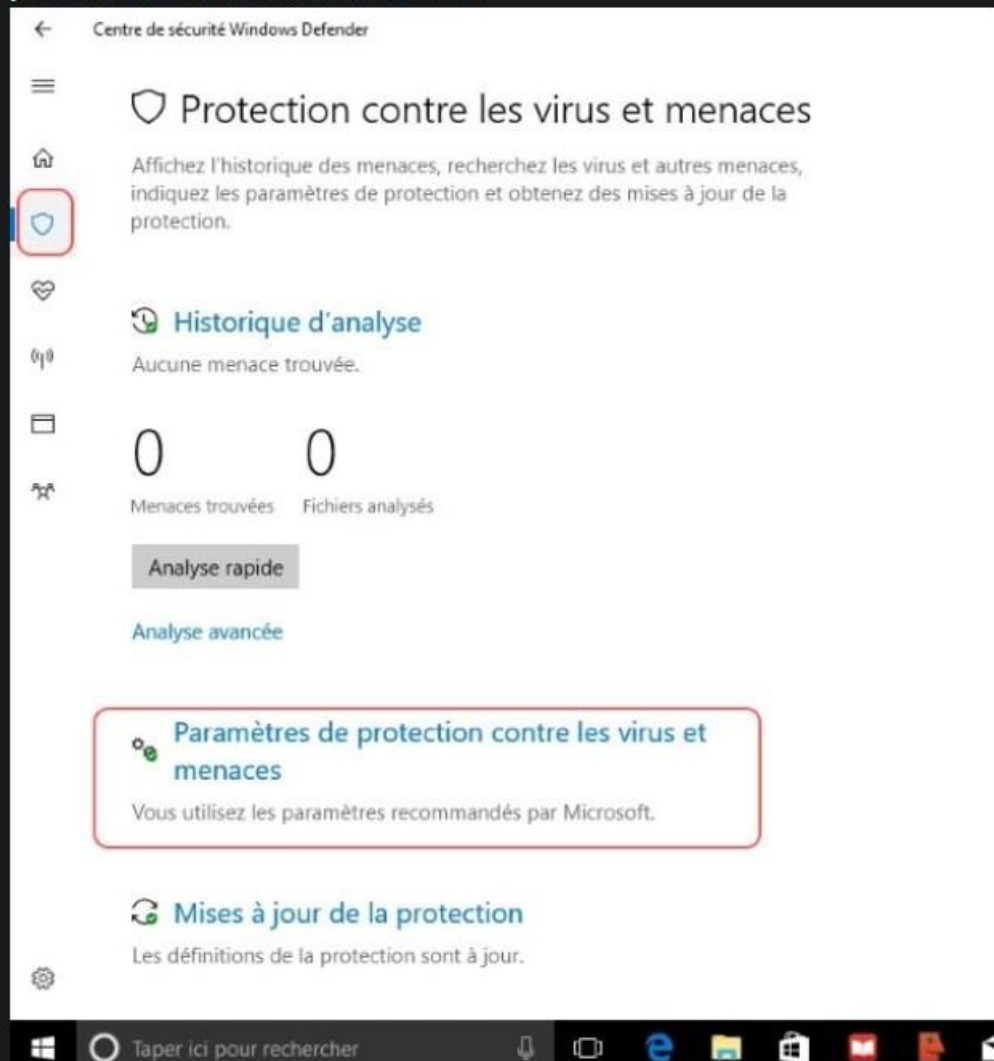 Centre de sécurité Windows Defender
Protection contre les virus et menaces
Affichez l'historique des menaces, recherchez les virus et autres menaces,
indiquez les paramètres de protection et obtenez des mises à jour de la
protection.
Historique d'analyse
Aucune menace trouvée.
0 0
Menaces trouvées Fichiers analysés
Analyse rapide
Analyse avancée
Paramètres de protection contre les virus et
menaces
Vous utilisez les paramètres recommandés par Microsoft.
Mises à jour de la protection
Les définitions de la protection sont à jour.
Taper ici pour rechercher